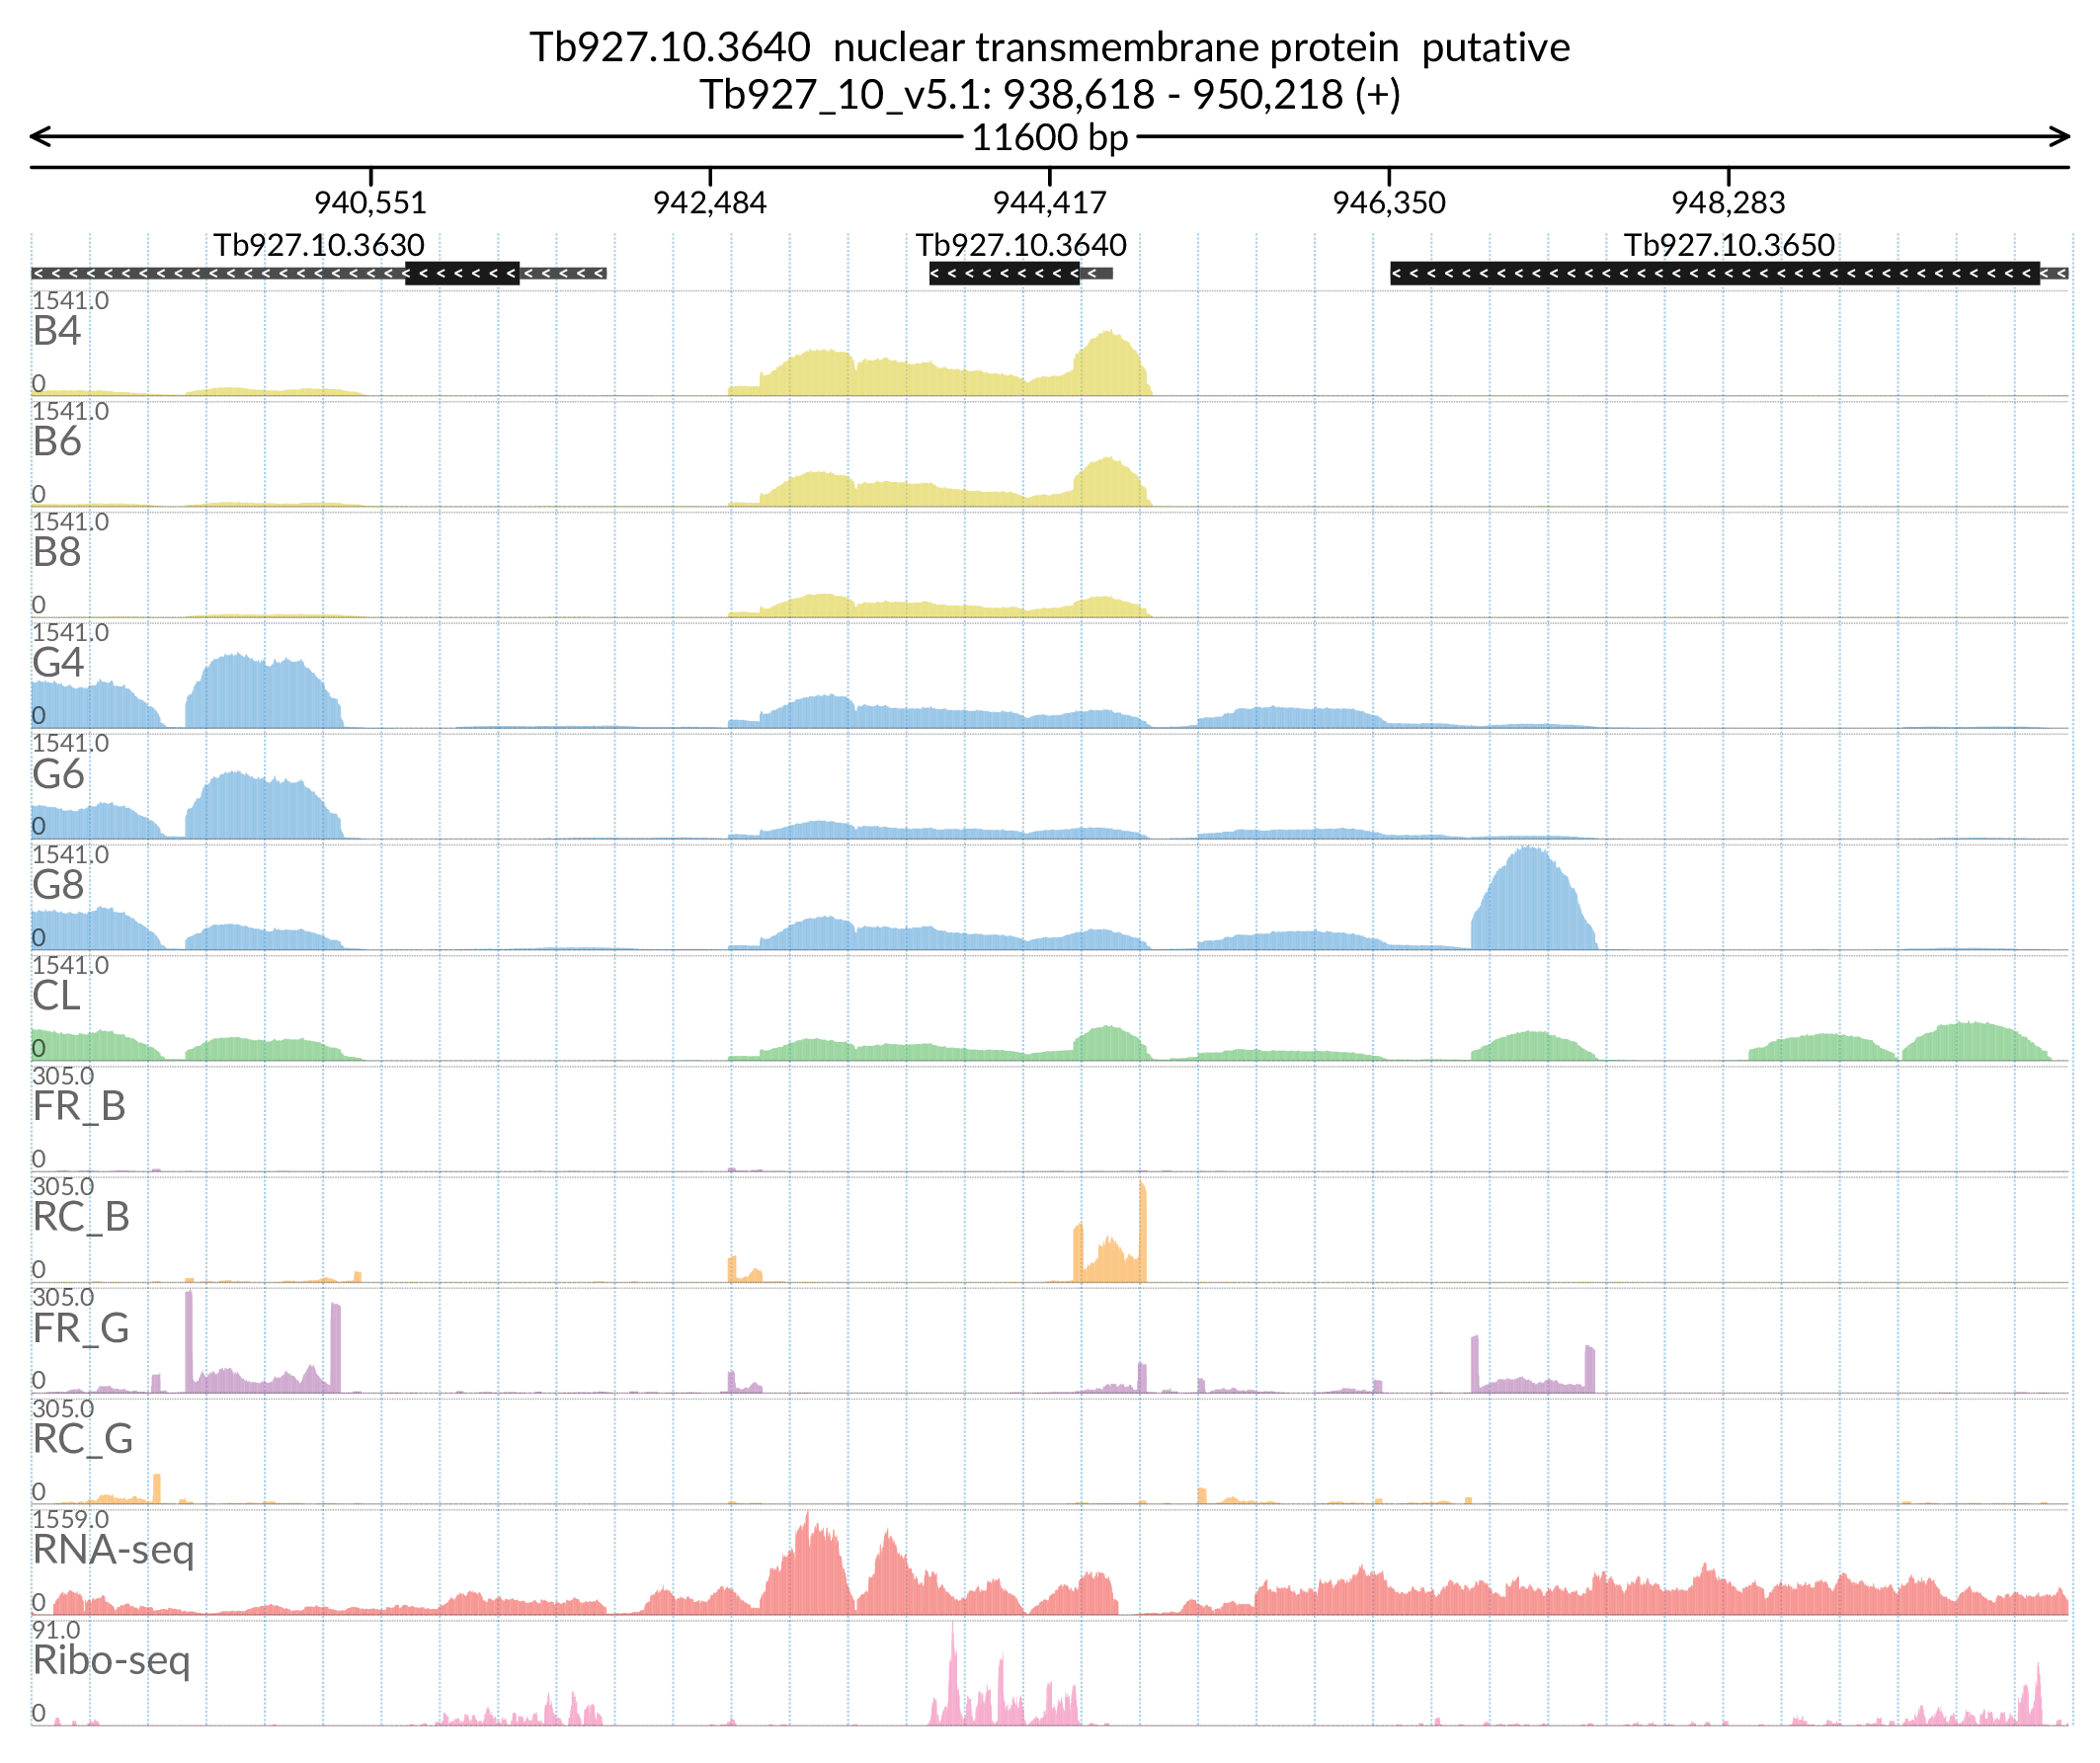 Tb927.10.3640 nuclear transmembrane protein putative
Tb927_10_v5.1: 938,618 - 950,218 (+)
11600 bp
940,551 942,484 944,417 946,350 948,283
Tb927.10.3630 Tb927.10.3640 Tb927.10.3650
1541.0
B4
0
1541.0
B6
0
1541.0
B8
0
1541.0
G4
0
1541.0
G6
0
1541.0
G8
0
1541.0
CL
0
305.0
FR_B
0
305.0
RC_B
0
305.0
FR_G
0
305.0
RC_G
0
1559.0
RNA-seq
0
91.0
Ribo-seq
0